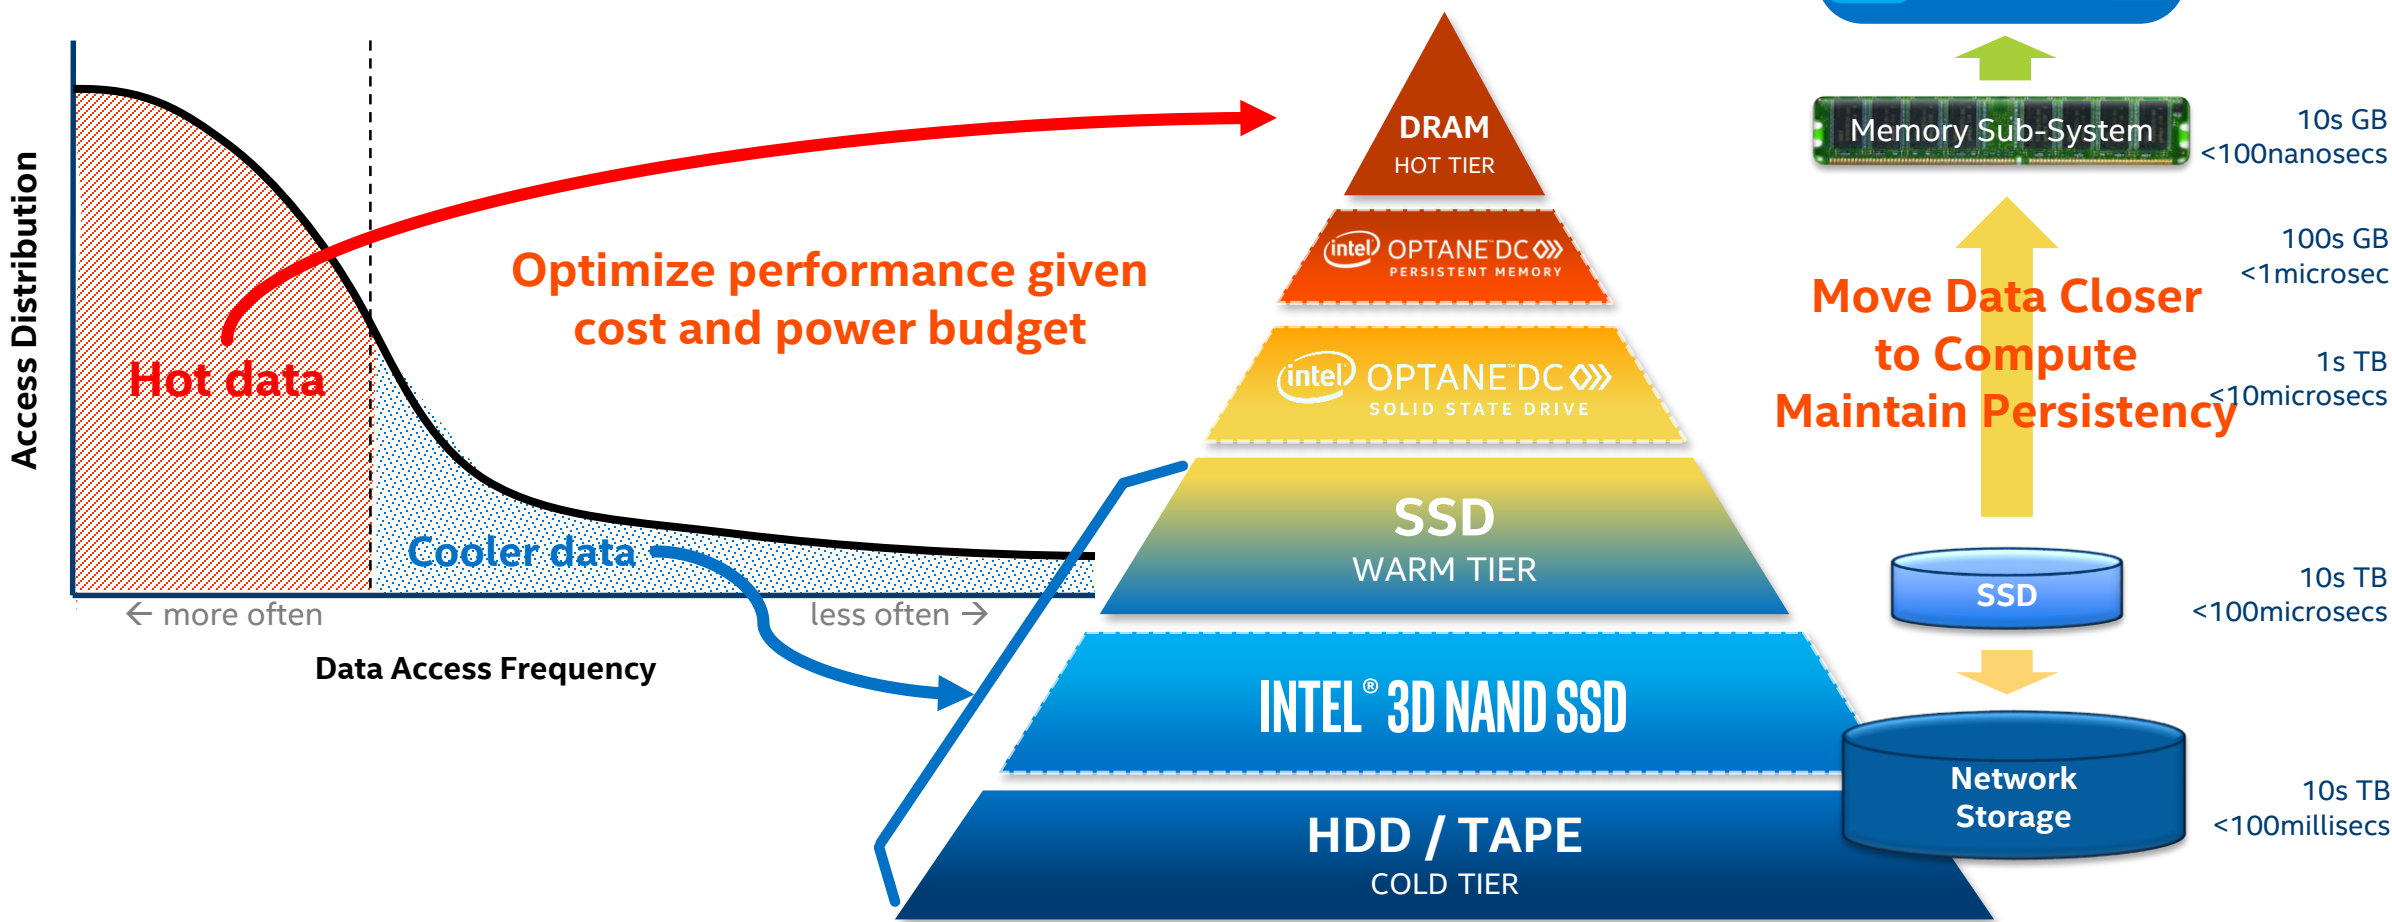 Access Distribution
Hot data
Cooler data
← more often
less often →
Data Access Frequency
Optimize performance given
cost and power budget
DRAM
HOT TIER
intel OPTANE™ DC
PERSISTENT MEMORY
intel OPTANE™ DC
SOLID STATE DRIVE
SSD
WARM TIER
INTEL® 3D NAND SSD
HDD / TAPE
COLD TIER
Memory Sub-System
Move Data Closer
to Compute
Maintain Persistency
SSD
Network
Storage
10s GB
<100nanosecs
100s GB
<1microsec
1s TB
<10microsecs
10s TB
<100microsecs
10s TB
<100millisecs